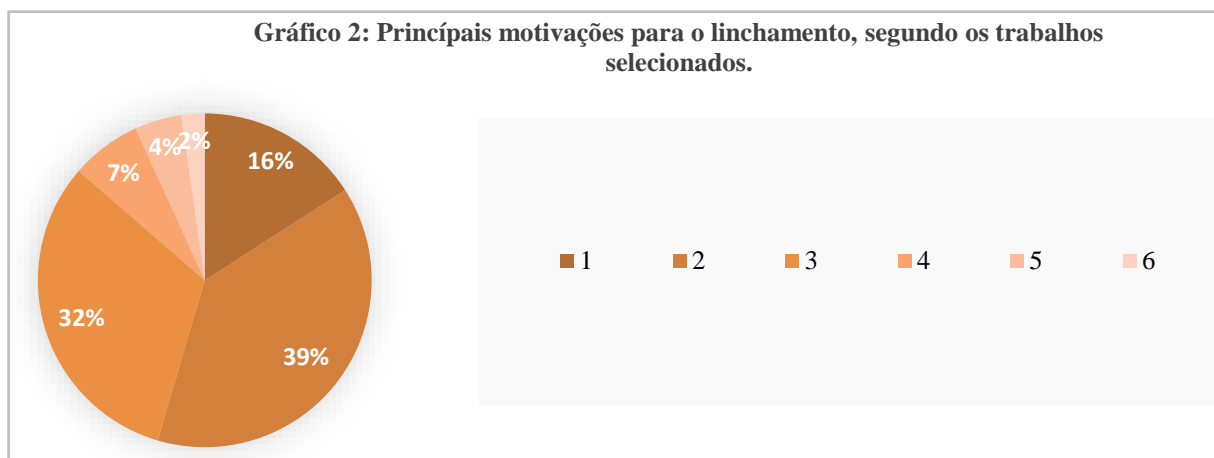 Gráfico 2: Princípais motivações para o linchamento, segundo os trabalhos
selecionados.
4% 2%
16%
7%
32%
39%
1 2 3 4 5 6